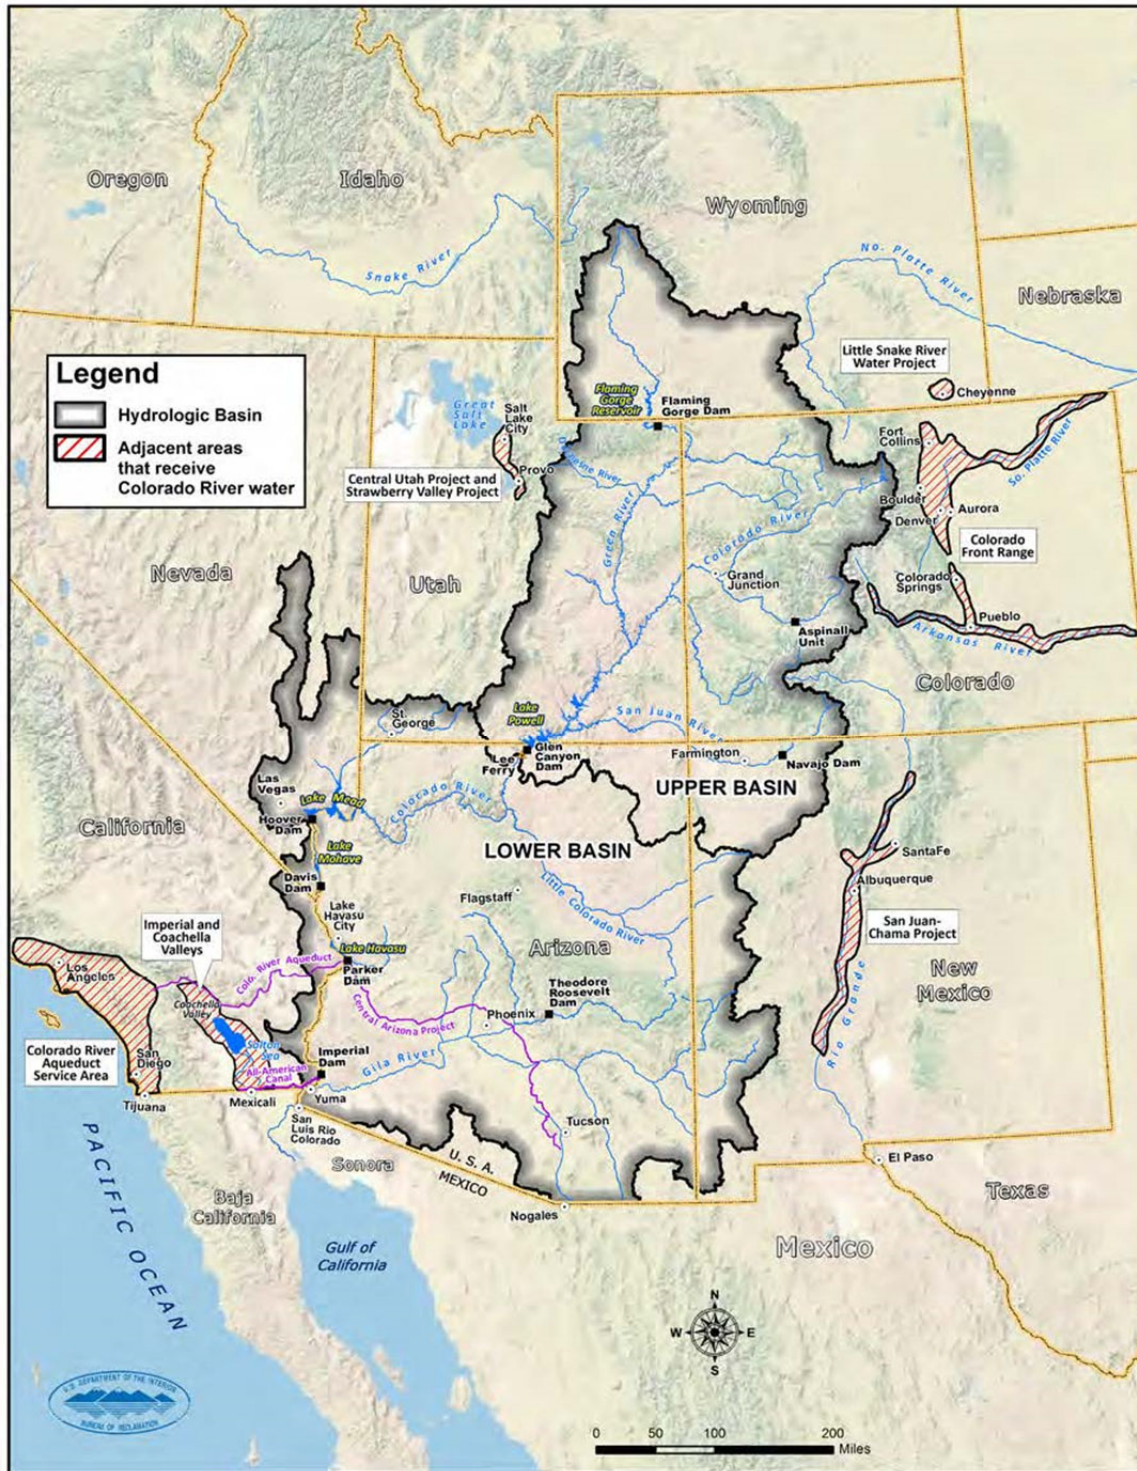 Oregon
Idaho
Wyoming
Snake River
No. Platte River
Nebraska
Legend
Hydrologic Basin
Adjacent areas
that receive
Colorado River water
Little Snake River
Water Project
Cheyenne
Flaming
Gorge
Reservoir
Flaming
Gorge Dam
Great
Salt
Lake
Salt
Lake
City
Provo
Central Utah Project and
Strawberry Valley Project
Duchesne River
Green River
Colorado River
Fort
Collins
So. Platte River
Boulder
Denver
Aurora
Colorado
Front Range
Nevada
Utah
Grand
Junction
Colorado
Springs
Pueblo
Aspinall
Unit
Arkansas River
Colorado
St.
George
Lake
Powell
San Juan River
Lee
Ferry
Glen
Canyon
Dam
Farmington
Navajo Dam
UPPER BASIN
Las
Vegas
Lake Mead
Colorado River
California
Hoover
Dam
Lake
Mohave
LOWER BASIN
SantaFe
Davis
Dam
Flagstaff
Little Colorado River
Albuquerque
Lake
Havasu
City
Imperial and
Coachella
Valleys
Lake Havasu
Arizona
San Juan-
Chama Project
Los
Angeles
Colo. River Aqueduct
Parker
Dam
New
Mexico
Coachella
Valley
Central Arizona Project
Theodore
Roosevelt
Dam
Phoenix
Rio Grande
Salton
Sea
Colorado River
Aqueduct
Service Area
San
Diego
Imperial
Dam
Gila River
All-American
Canal
Tijuana
Mexicali
Yuma
San
Luis Rio
Colorado
Tucson
U.S.A.
MEXICO
Sonora
El Paso
Texas
PACIFIC OCEAN
Baja
California
Nogales
Gulf of
California
Mexico
N
W
E
S
U.S. DEPARTMENT OF THE INTERIOR
BUREAU OF RECLAMATION
0 50 100 200
Miles